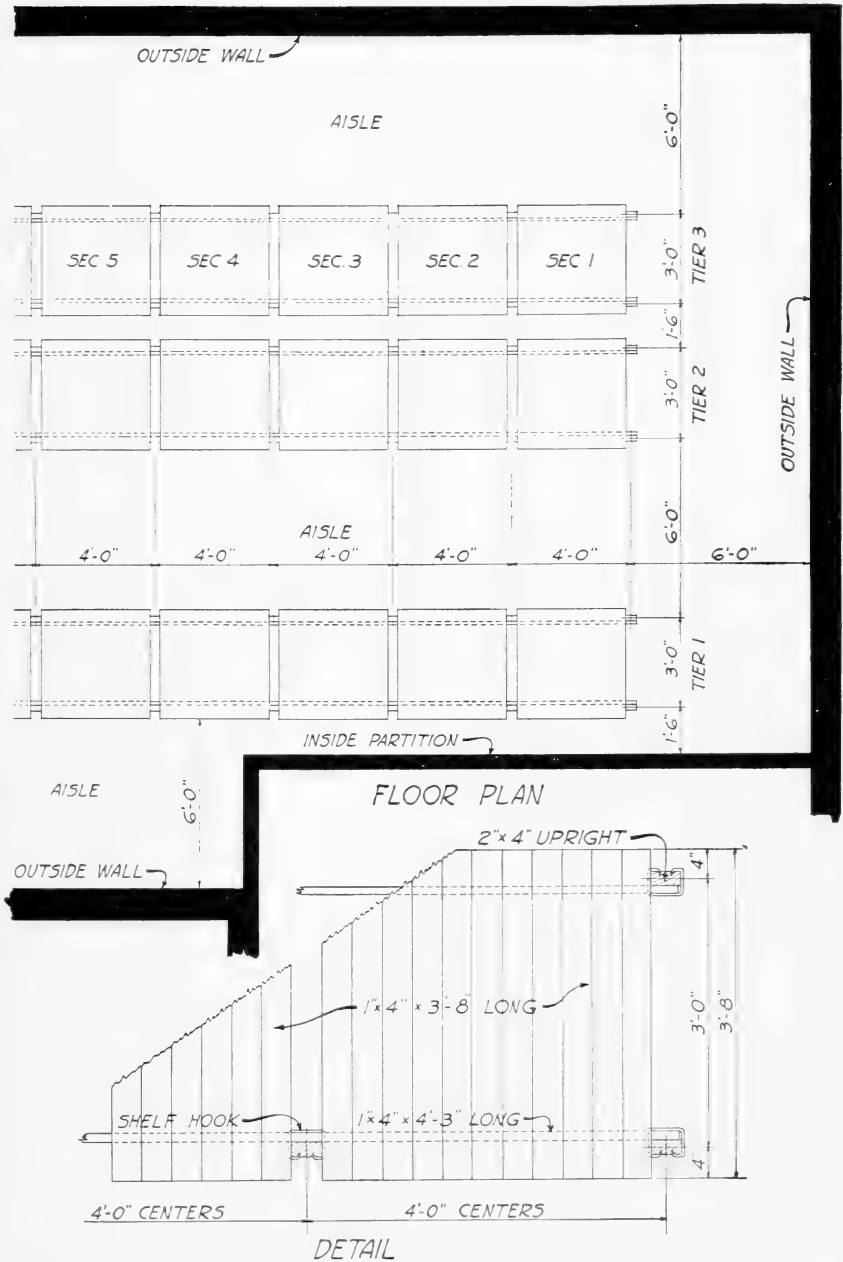 OUTSIDE WALL
AISLE
6'-0"
SEC 5
SEC 4
SEC. 3
SEC. 2
SEC 1
3'-0"
TIER 3
1'-6"
3'-0"
TIER 2
OUTSIDE WALL
6'-0"
AISLE
4'-0"
4'-0"
4'-0"
4'-0"
4'-0"
6'-0"
3'-0"
TIER 1
1'-6"
INSIDE PARTITION
AISLE
6'-0"
FLOOR PLAN
2"x 4" UPRIGHT
4"
OUTSIDE WALL
1"x 4" x 3'-8" LONG
3'-0"
3'-8"
SHELF HOOK
1"x 4" x 4'-3" LONG
4"
4'-0" CENTERS
4'-0" CENTERS
DETAIL